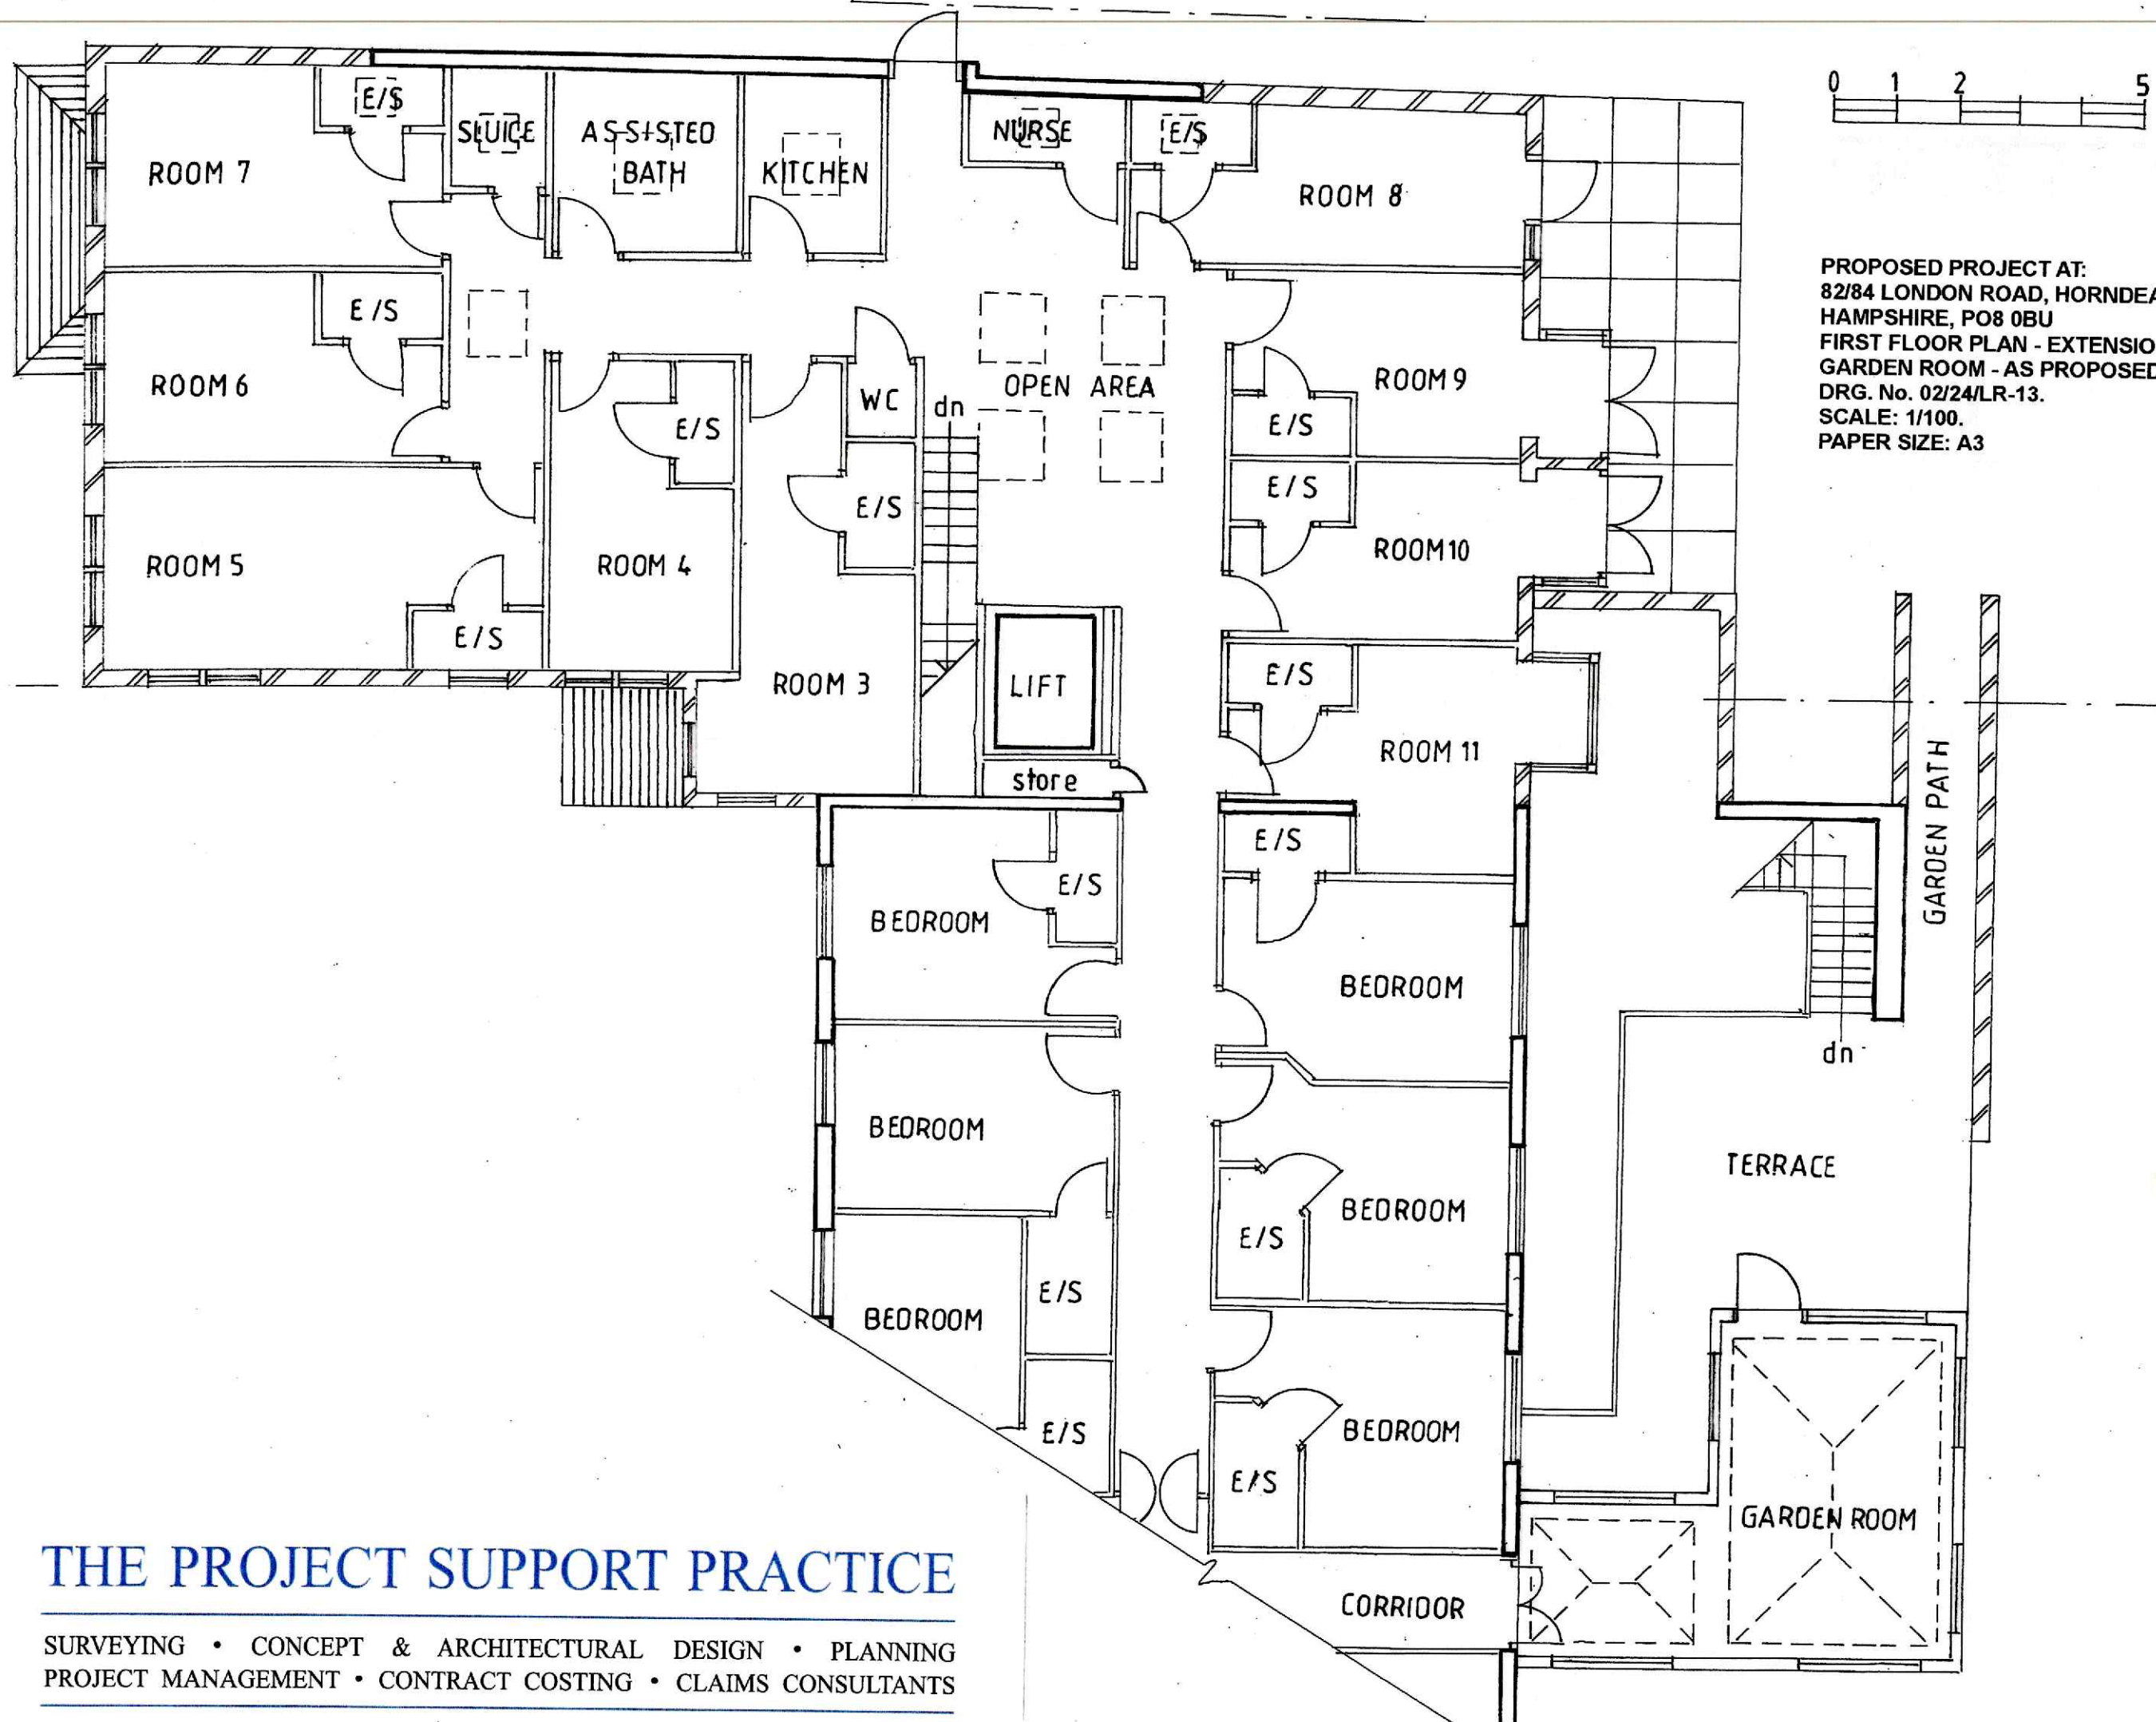 0 1 2 5
E/S
SLUICE
ASSISTED
BATH
KITCHEN
NURSE
E/S
ROOM 7
ROOM 8
PROPOSED PROJECT AT:
82/84 LONDON ROAD, HORNDEA
HAMPSHIRE, PO8 0BU
FIRST FLOOR PLAN - EXTENSIO
GARDEN ROOM - AS PROPOSED
DRG. No. 02/24/LR-13.
SCALE: 1/100.
PAPER SIZE: A3
E/S
ROOM 6
WC
dn
OPEN AREA
ROOM 9
E/S
E/S
E/S
E/S
ROOM 5
ROOM 4
ROOM 10
E/S
ROOM 3
LIFT
E/S
ROOM 11
store
GARDEN PATH
E/S
E/S
BEDROOM
BEDROOM
dn
BEDROOM
TERRACE
BEDROOM
E/S
E/S
BEDROOM
E/S
BEDROOM
E/S
GARDEN ROOM
CORRIDOR
THE PROJECT SUPPORT PRACTICE
SURVEYING • CONCEPT & ARCHITECTURAL DESIGN • PLANNING
PROJECT MANAGEMENT • CONTRACT COSTING • CLAIMS CONSULTANTS